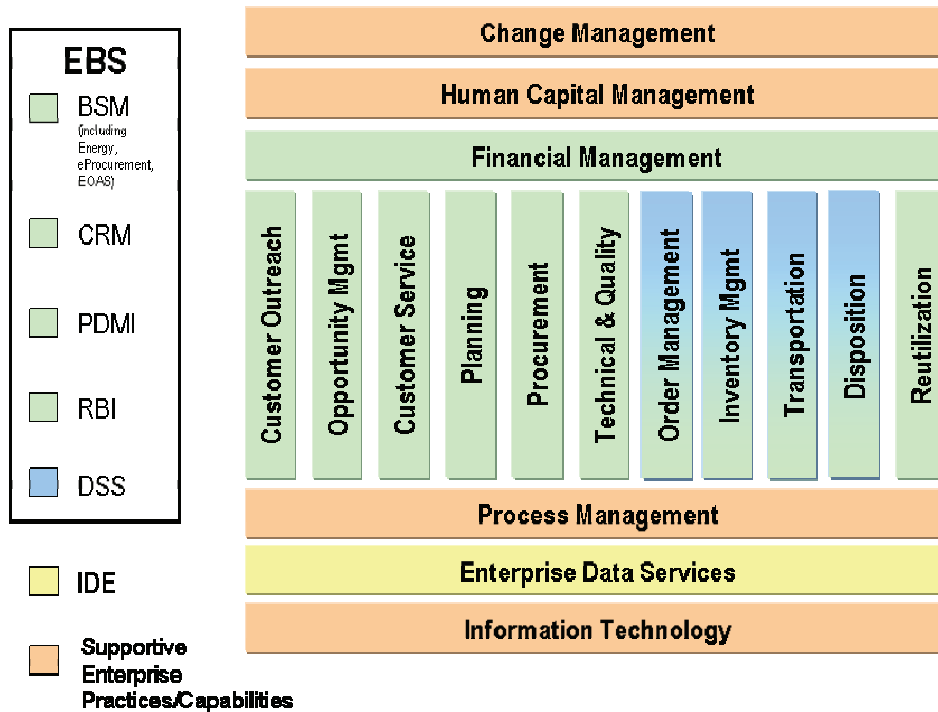 EBS
BSM
(including
Energy,
eProcurement,
EOAS)
CRM
PDMI
RBI
DSS
IDE
Supportive
Enterprise
Practices/Capabilities
Change Management
Human Capital Management
Financial Management
Customer Outreach
Opportunity Mgmt
Customer Service
Planning
Procurement
Technical & Quality
Order Management
Inventory Mgmt
Transportation
Disposition
Reutilization
Process Management
Enterprise Data Services
Information Technology